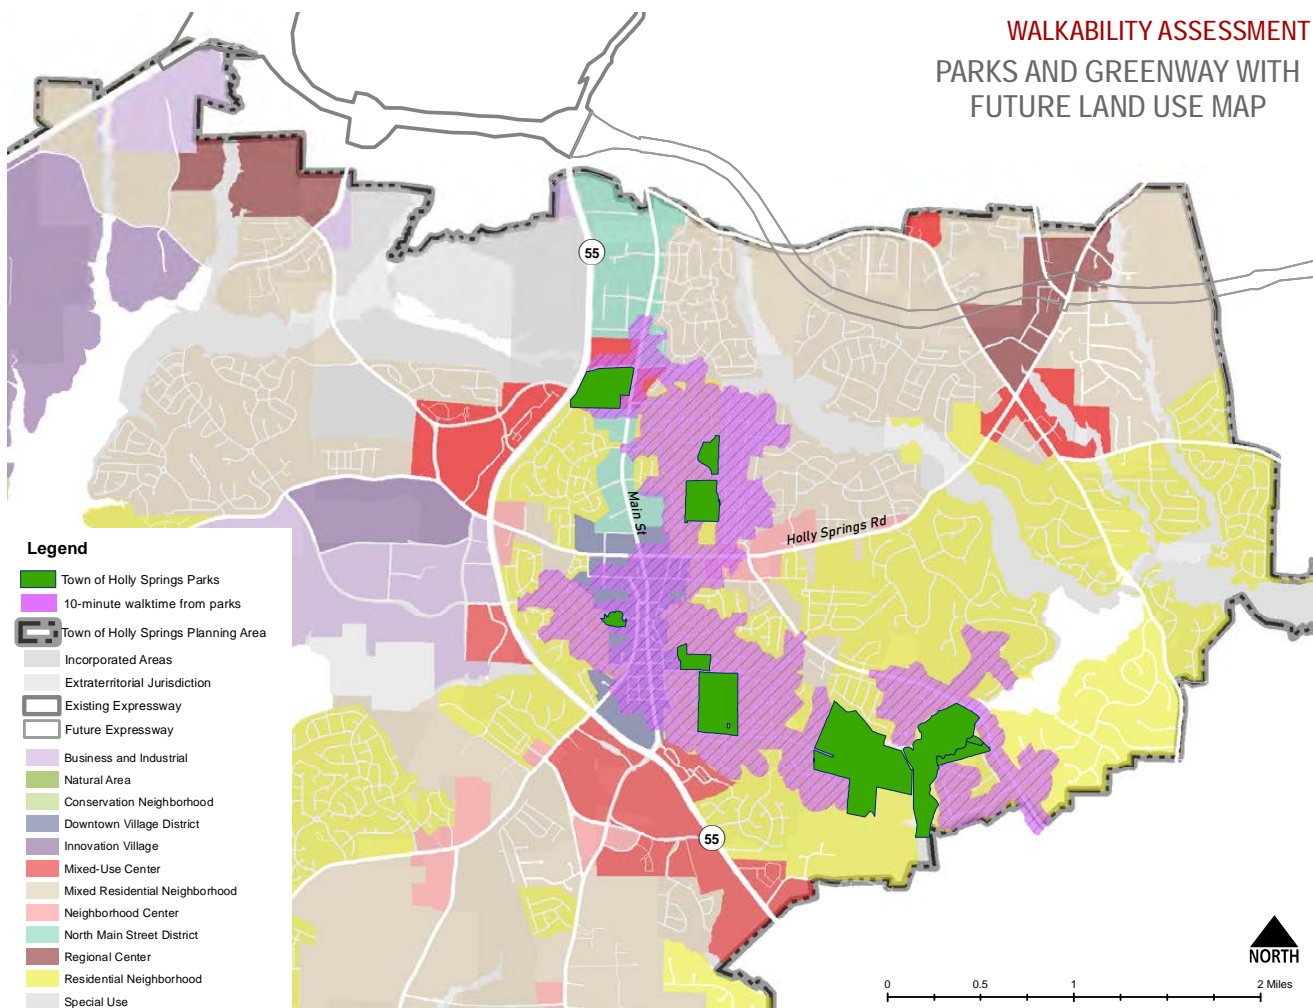 WALKABILITY ASSESSMENT
PARKS AND GREENWAY WITH
FUTURE LAND USE MAP
55
Main St
Holly Springs Rd
55
Legend
Town of Holly Springs Parks
10-minute walktime from parks
Town of Holly Springs Planning Area
Incorporated Areas
Extraterritorial Jurisdiction
Existing Expressway
Future Expressway
Business and Industrial
Natural Area
Conservation Neighborhood
Downtown Village District
Innovation Village
Mixed-Use Center
Mixed Residential Neighborhood
Neighborhood Center
North Main Street District
Regional Center
Residential Neighborhood
Special Use
NORTH
0 0.5 1 2 Miles